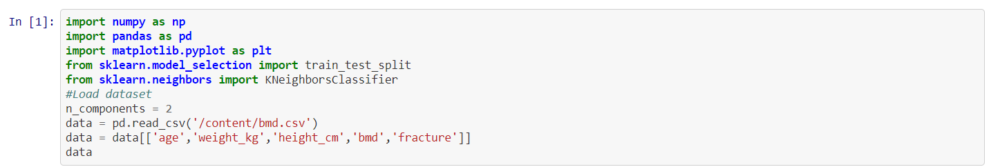 In [1]: import numpy as np
import pandas as pd
import matplotlib.pyplot as plt
from sklearn.model_selection import train_test_split
from sklearn.neighbors import KNeighborsClassifier
#Load dataset
n_components = 2
data = pd.read_csv('/content/bmd.csv')
data = data[['age','weight_kg','height_cm','bmd','fracture']]
data